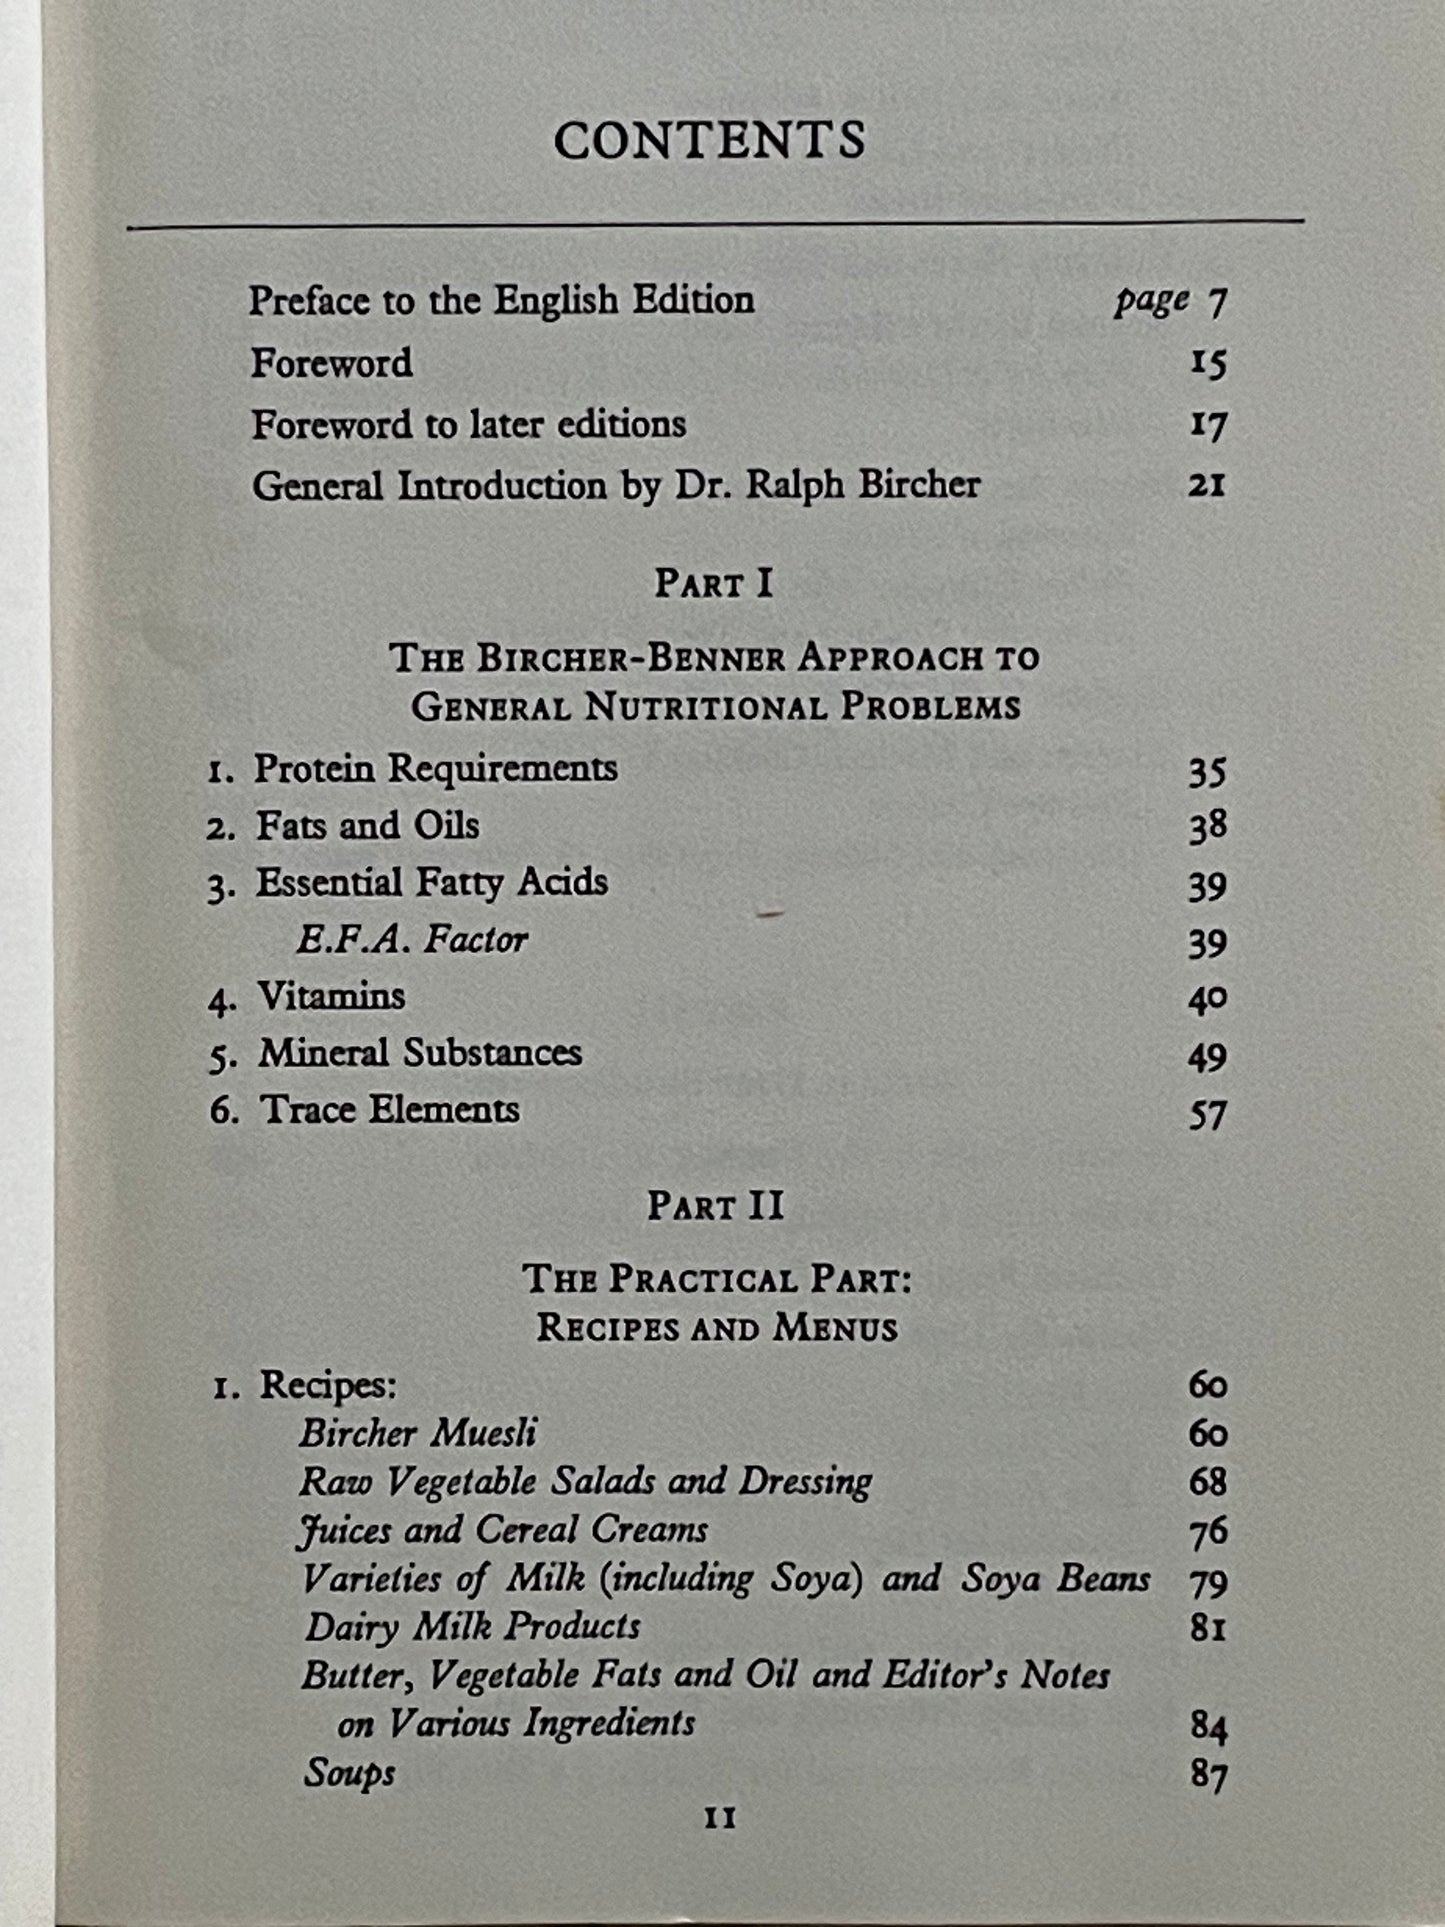 CONTENTS
Preface to the English Edition page 7
Foreword 15
Foreword to later editions 17
General Introduction by Dr. Ralph Bircher 21
PART I
THE BIRCHER-BENNER APPROACH TO
GENERAL NUTRITIONAL PROBLEMS
1. Protein Requirements 35
2. Fats and Oils 38
3. Essential Fatty Acids 39
E.F.A. Factor 39
4. Vitamins 40
5. Mineral Substances 49
6. Trace Elements 57
PART II
THE PRACTICAL PART:
RECIPES AND MENUS
1. Recipes: 60
Bircher Muesli 60
Raw Vegetable Salads and Dressing 68
Juices and Cereal Creams 76
Varieties of Milk (including Soya) and Soya Beans 79
Dairy Milk Products 81
Butter, Vegetable Fats and Oil and Editor's Notes
on Various Ingredients 84
Soups 87
11